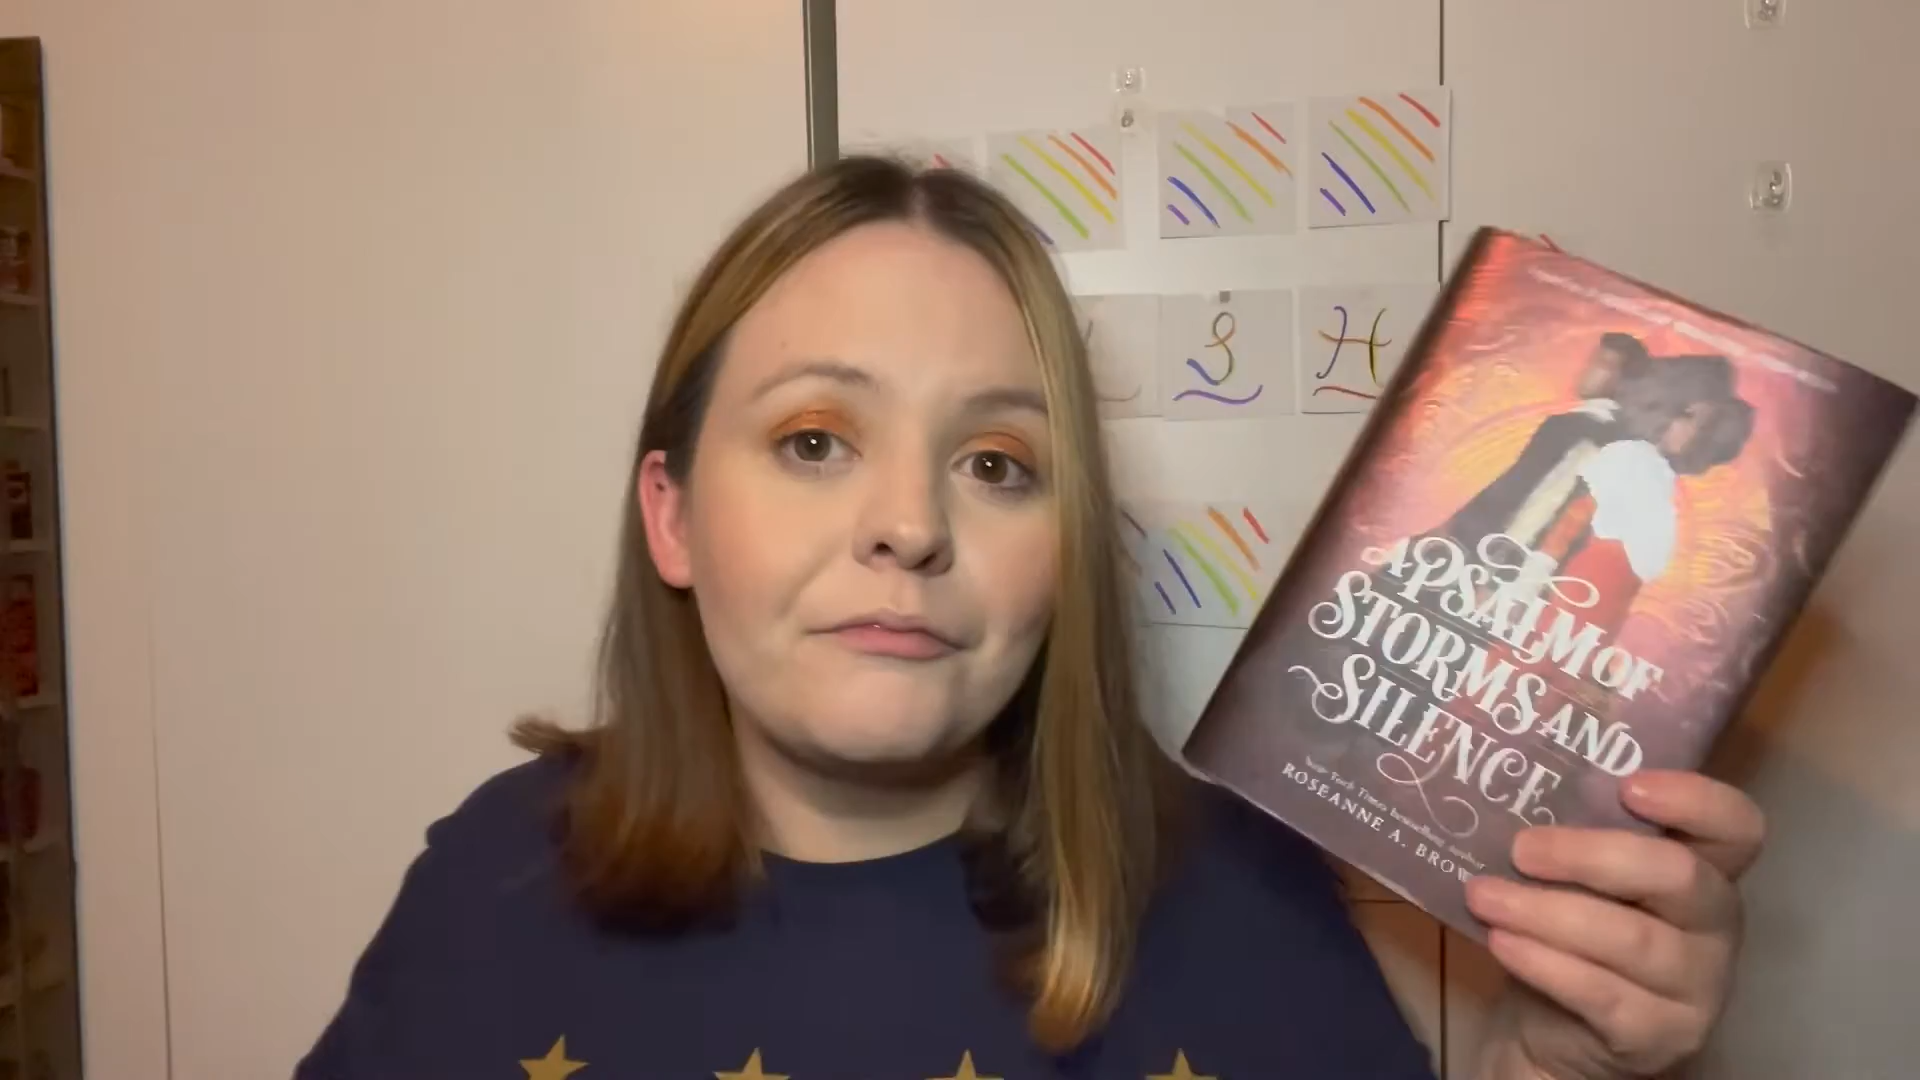 S
H
A PSALM OF
STORMS AND
SILENCE
New York Times bestselling author
ROSEANNE A. BROW